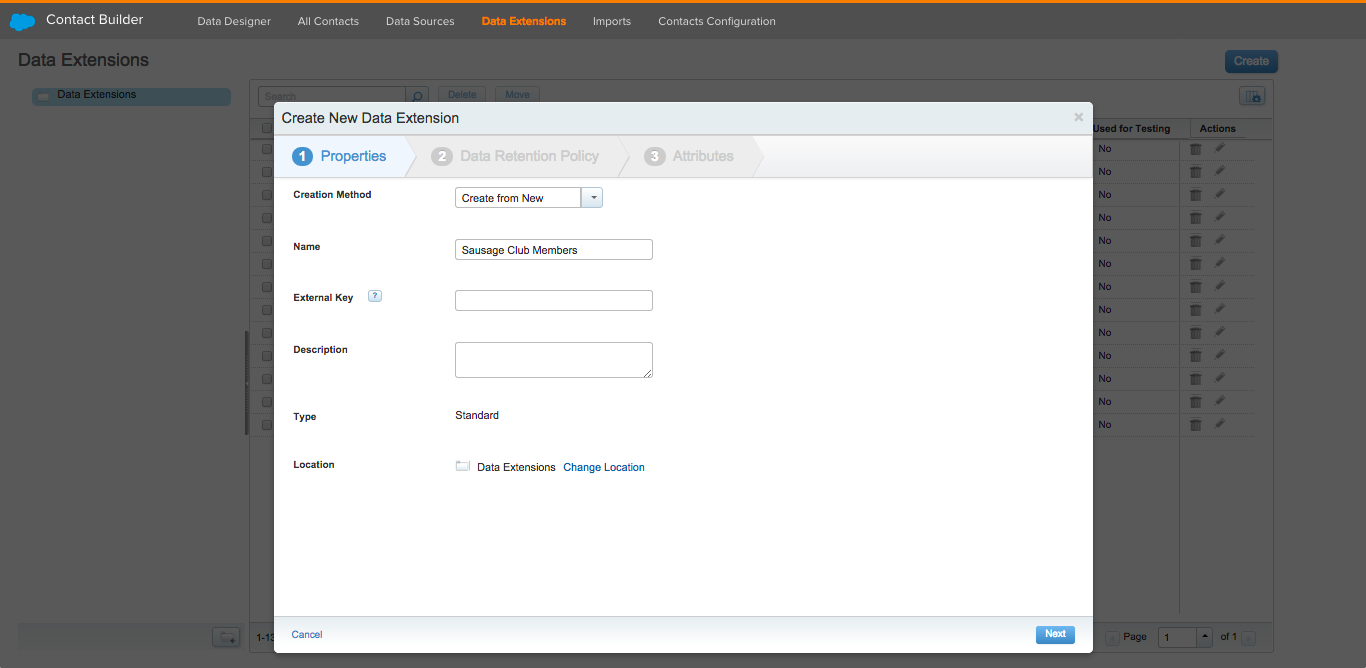 Contact Builder
Data Designer
All Contacts
Data Sources
Data Extensions
Imports
Contacts Configuration
Data Extensions
Create
Data Extensions
Search
Delete
Move
Create New Data Extension
×
Used for Testing
Actions
1 Properties
2 Data Retention Policy
3 Attributes
Creation Method
Create from New
Name
Sausage Club Members
External Key ?
Description
Type
Standard
Location
Data Extensions Change Location
No
No
No
No
No
No
No
No
No
No
No
No
No
Cancel
Next
1-13
Page 1 of 1